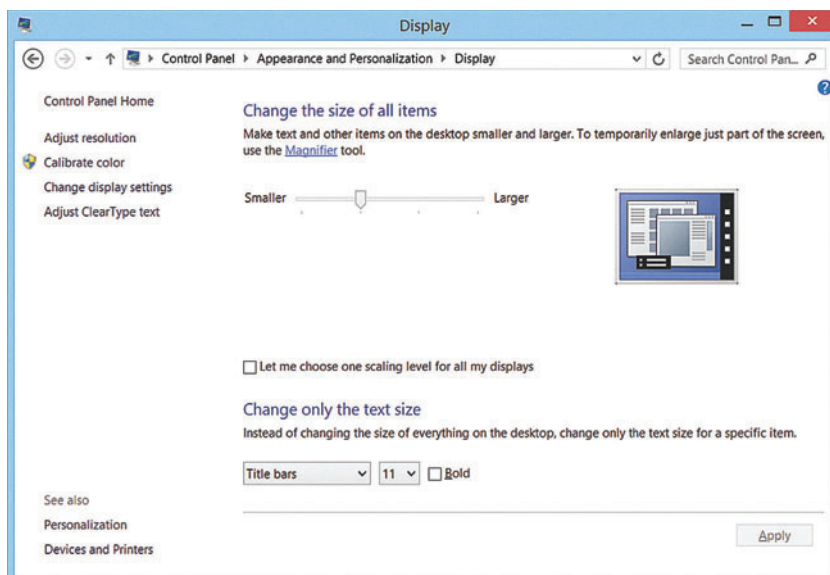 Display
Control Panel Appearance and Personalization Display
Search Control Pan...
Control Panel Home
Adjust resolution
Calibrate color
Change display settings
Adjust ClearType text
See also
Personalization
Devices and Printers
Change the size of all items
Make text and other items on the desktop smaller and larger. To temporarily enlarge just part of the screen,
use the Magnifier tool.
Smaller Larger
Let me choose one scaling level for all my displays
Change only the text size
Instead of changing the size of everything on the desktop, change only the text size for a specific item.
Title bars 11 Bold
Apply